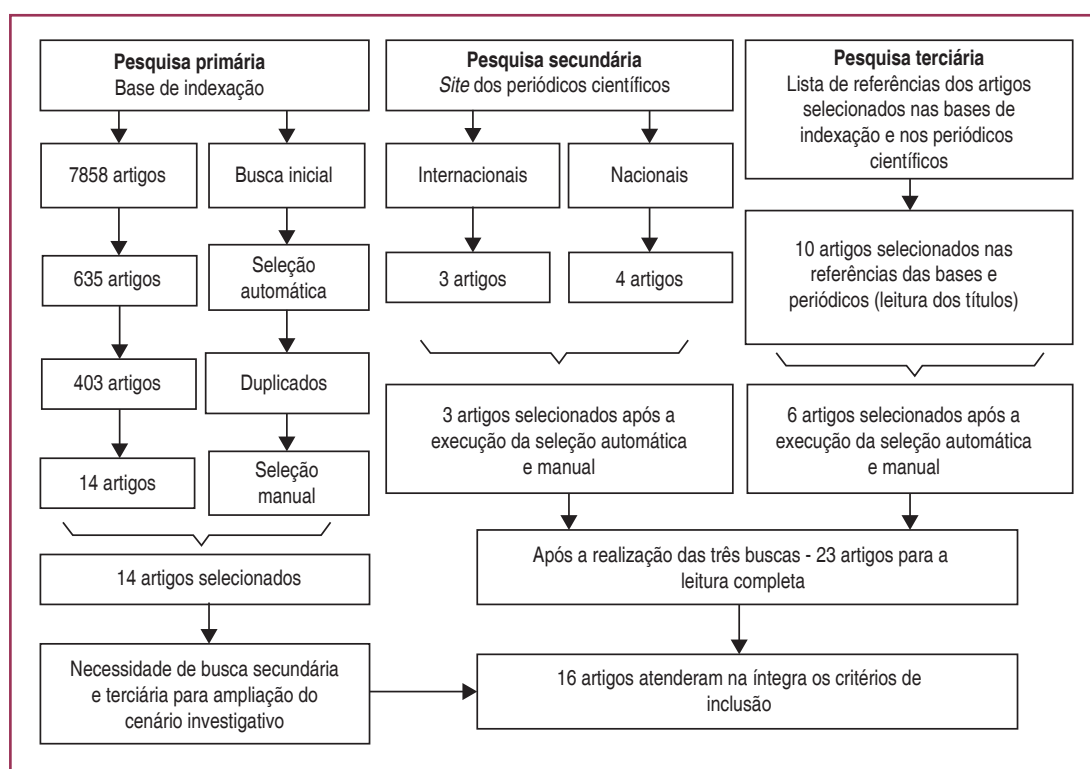 Pesquisa primária
Base de indexação
7858 artigos
Busca inicial
635 artigos
Seleção
automática
403 artigos
Duplicados
14 artigos
Seleção
manual
14 artigos selecionados
Necessidade de busca secundária
e terciária para ampliação do
cenário investigativo
Pesquisa secundária
Site dos periódicos científicos
Internacionais
Nacionais
3 artigos
4 artigos
3 artigos selecionados após a
execução da seleção automática
e manual
Pesquisa terciária
Lista de referências dos artigos
selecionados nas bases de
indexação e nos periódicos
científicos
10 artigos selecionados nas
referências das bases e
periódicos (leitura dos títulos)
6 artigos selecionados após a
execução da seleção automática
e manual
Após a realização das três buscas - 23 artigos para a
leitura completa
16 artigos atenderam na íntegra os critérios de
inclusão